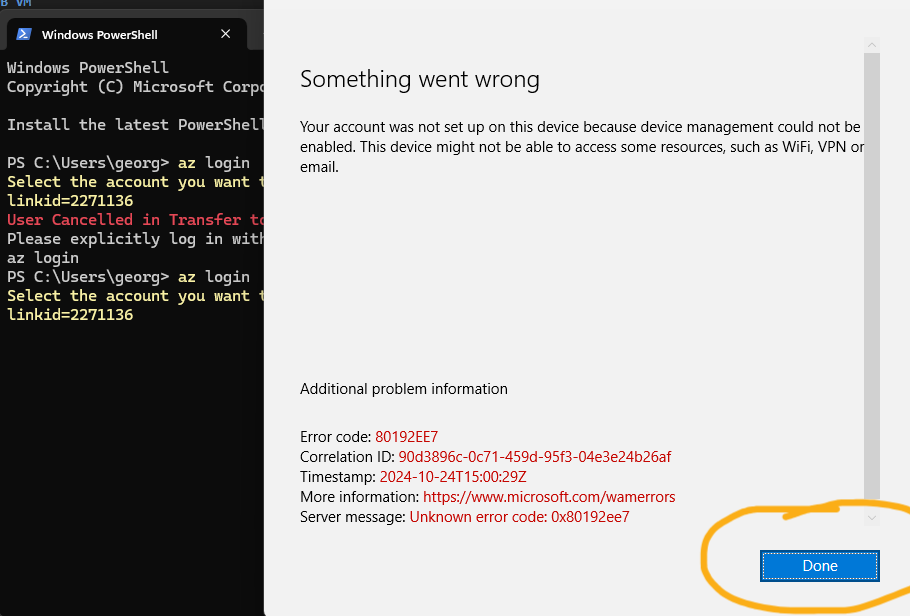 B VM
Windows PowerShell
Windows PowerShell
Copyright (C) Microsoft Corpo
Install the latest PowerShell
PS C:\Users\georg> az login
Select the account you want t
linkid=2271136
User Cancelled in Transfer to
Please explicitly log in with
az login
PS C:\Users\georg> az login
Select the account you want t
linkid=2271136
Something went wrong
Your account was not set up on this device because device management could not be
enabled. This device might not be able to access some resources, such as WiFi, VPN or
email.
Additional problem information
Error code: 80192EE7
Correlation ID: 90d3896c-0c71-459d-95f3-04e3e24b26af
Timestamp: 2024-10-24T15:00:29Z
More information: https://www.microsoft.com/wamerrors
Server message: Unknown error code: 0x80192ee7
Done